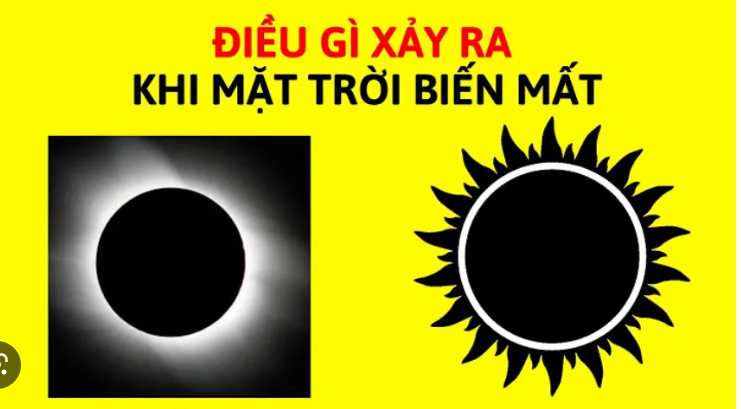 ĐIỀU GÌ XẢY RA
KHI MẶT TRỜI BIẾN MẤT